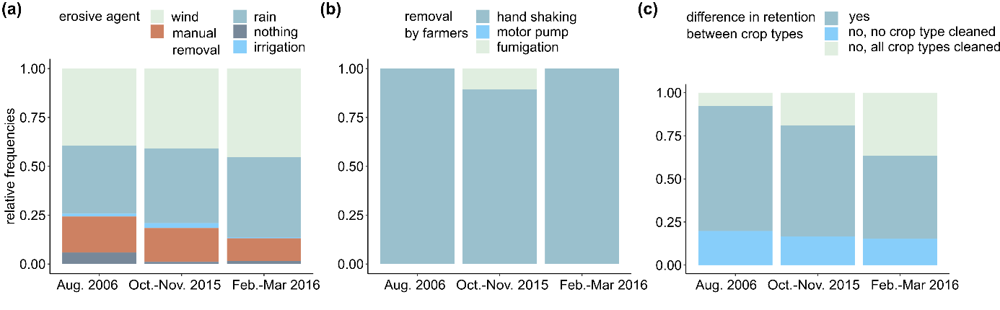 (a)
erosive agent
wind
manual
removal
rain
nothing
irrigation
relative frequencies
1.00
0.75
0.50
0.25
0.00
Aug. 2006
Oct.-Nov. 2015
Feb.-Mar 2016
(b)
removal
by farmers
hand shaking
motor pump
fumigation
1.00
0.75
0.50
0.25
0.00
Aug. 2006
Oct.-Nov. 2015
Feb.-Mar 2016
(c)
difference in retention
between crop types
yes
no, no crop type cleaned
no, all crop types cleaned
1.00
0.75
0.50
0.25
0.00
Aug. 2006
Oct.-Nov. 2015
Feb.-Mar 2016